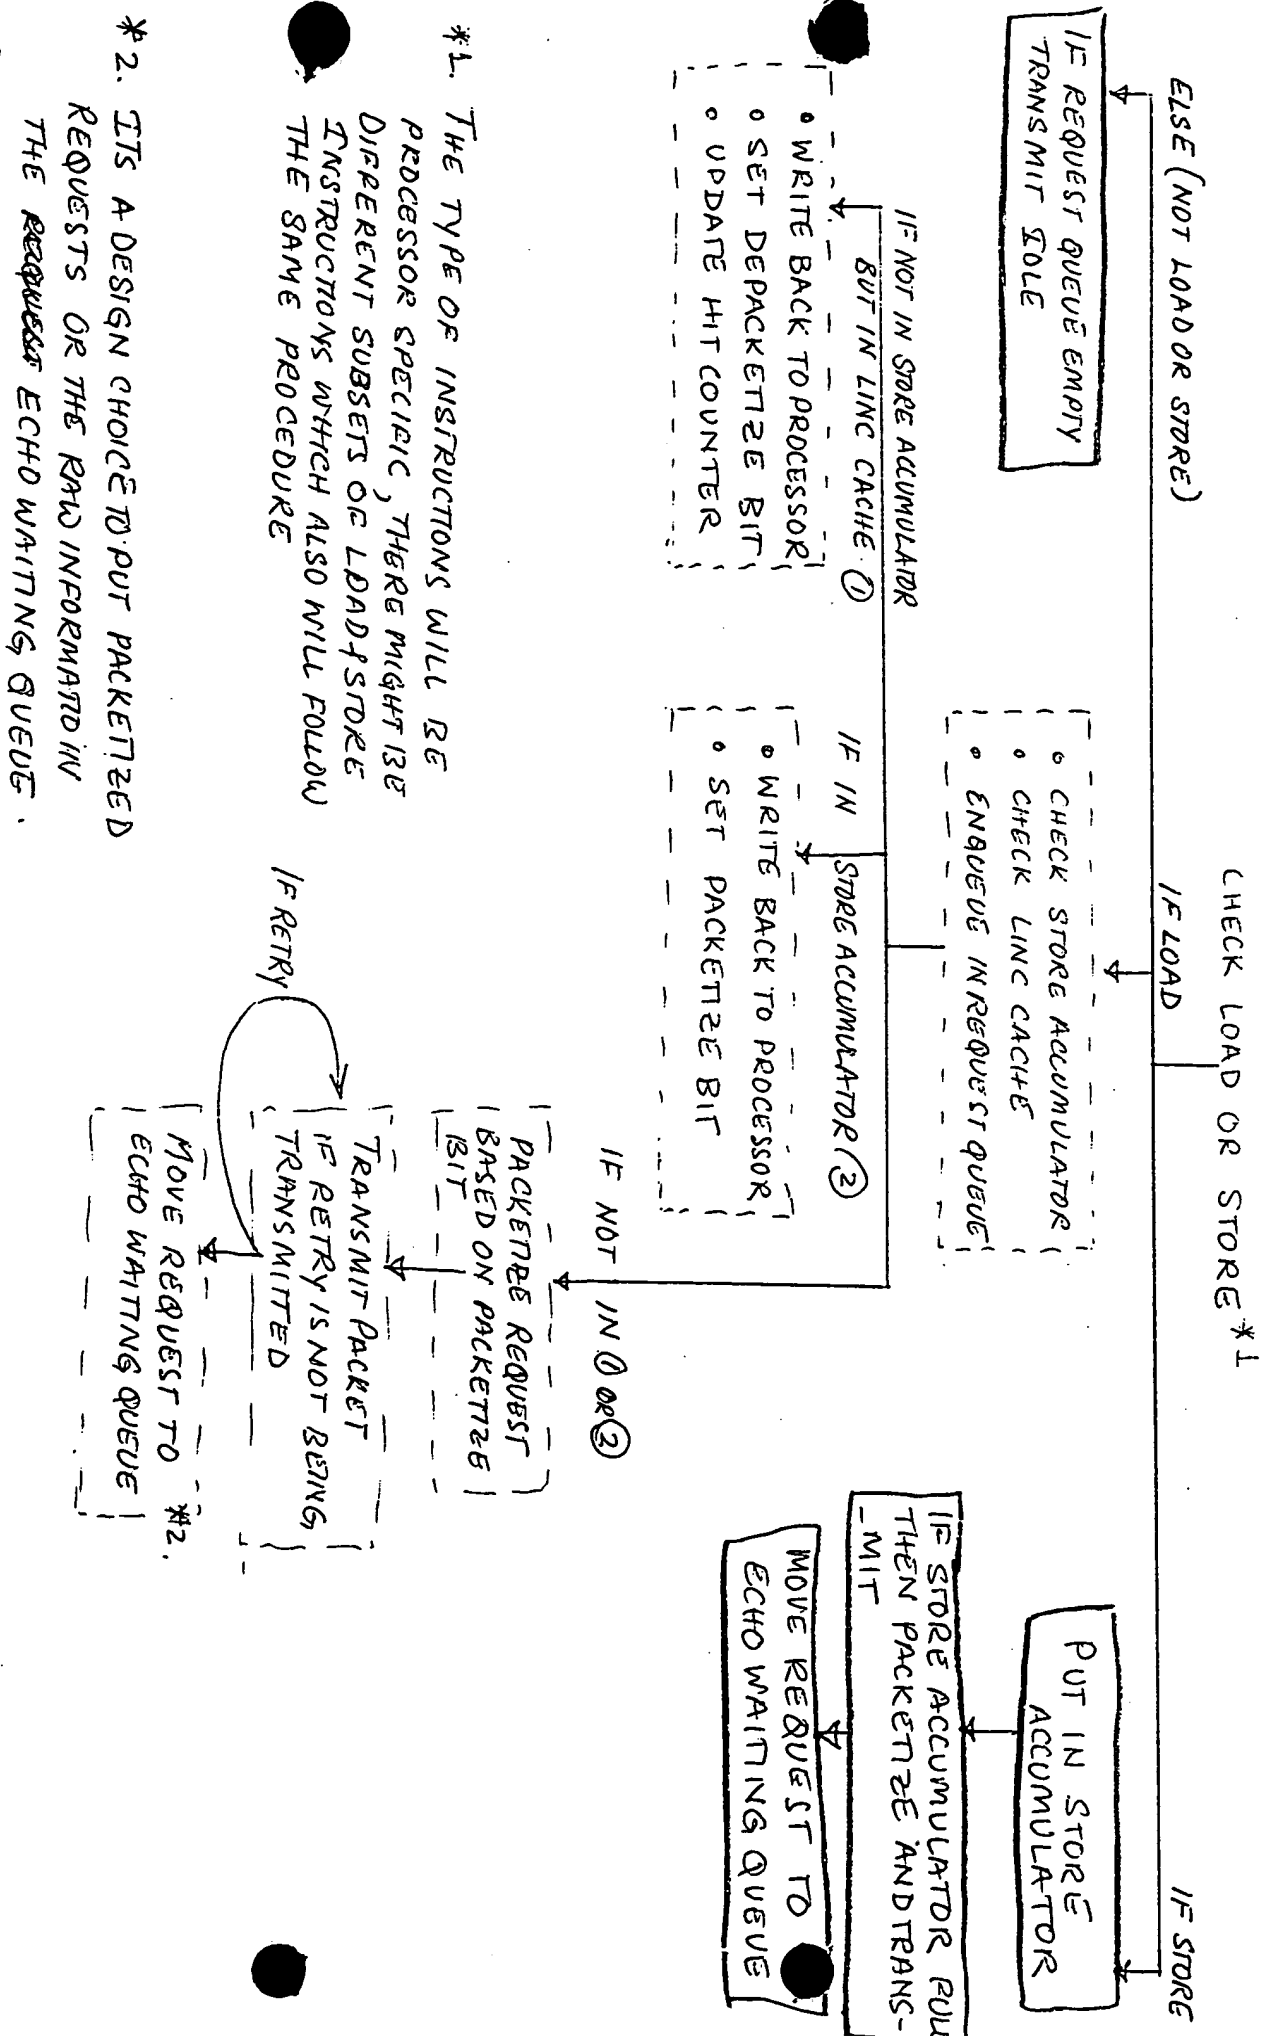 CHECK LOAD OR STORE *1
ELSE (NOT LOAD OR STORE)
IF LOAD
IF STORE
IF REQUEST QUEUE EMPTY
TRANSMIT IDLE
• CHECK STORE ACCUMULATOR
• CHECK LINC CACHE
• ENQUEUE IN REQUEST QUEUE
PUT IN STORE
ACCUMULATOR
IF STORE ACCUMULATOR FULL
THEN PACKETIZE AND TRANS-
-MIT
MOVE REQUEST TO
ECHO WAITING QUEUE
IF NOT IN STORE ACCUMULATOR
BUT IN LINC CACHE. ①
IF IN STORE ACCUMULATOR ②
IF NOT IN ① OR ②
• WRITE BACK TO PROCESSOR
• SET DEPACKETIZE BIT
• UPDATE HIT COUNTER
• WRITE BACK TO PROCESSOR
• SET PACKETIZE BIT
PACKETIZE REQUEST
BASED ON PACKETIZE
BIT
TRANSMIT PACKET
IF RETRY IS NOT BEING
TRANSMITTED
IF RETRY
MOVE REQUEST TO *2.
ECHO WAITING QUEUE
*1. THE TYPE OF INSTRUCTIONS WILL BE
PROCESSOR SPECIFIC, THERE MIGHT BE
DIFFERENT SUBSETS OF LOAD & STORE
INSTRUCTIONS WHICH ALSO WILL FOLLOW
THE SAME PROCEDURE
*2. ITS A DESIGN CHOICE TO PUT PACKETIZED
REQUESTS OR THE RAW INFORMATION IN
THE ECHO WAITING QUEUE.